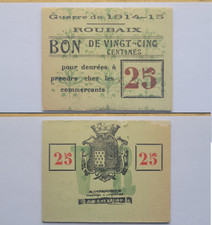 Guerre de 1914-15
ROUBAIX
BON DE VINGT-CINQ
CENTIMES
pour denrées à
prendre chez les
commerçants
25
25
25